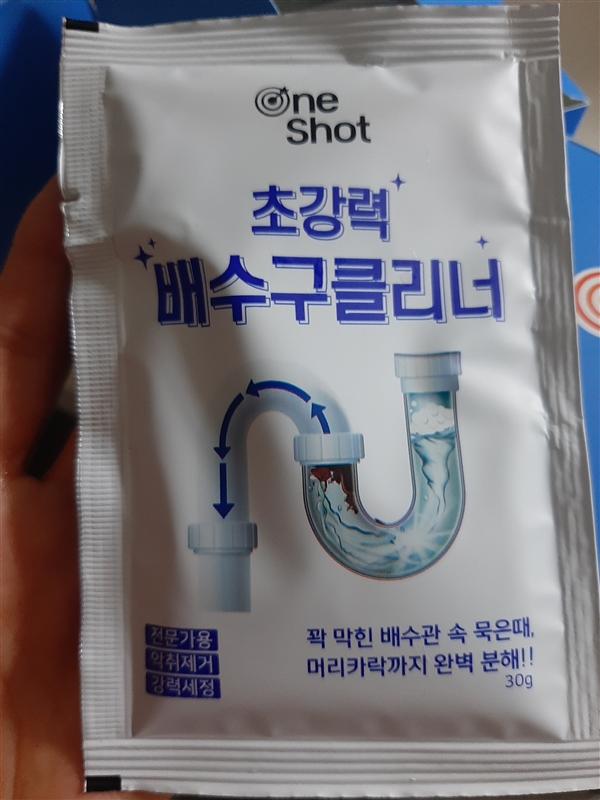 One
Shot
초강력
배수구클리너
전문가용
악취제거
강력세정
꽉 막힌 배수관 속 묵은때,
머리카락까지 완벽 분해!!
30g